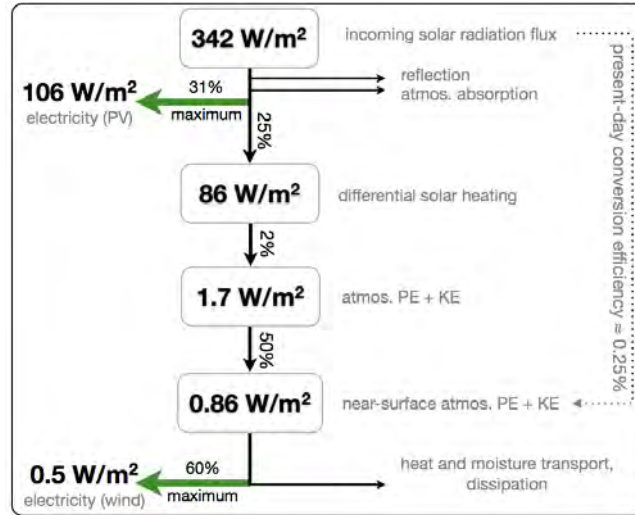 342 W/m²
incoming solar radiation flux
reflection
atmos. absorption
106 W/m²
electricity (PV)
31%
maximum
25%
86 W/m²
differential solar heating
2%
1.7 W/m²
atmos. PE + KE
50%
0.86 W/m²
near-surface atmos. PE + KE
present-day conversion efficiency ≈ 0.25%
0.5 W/m²
electricity (wind)
60%
maximum
heat and moisture transport,
dissipation